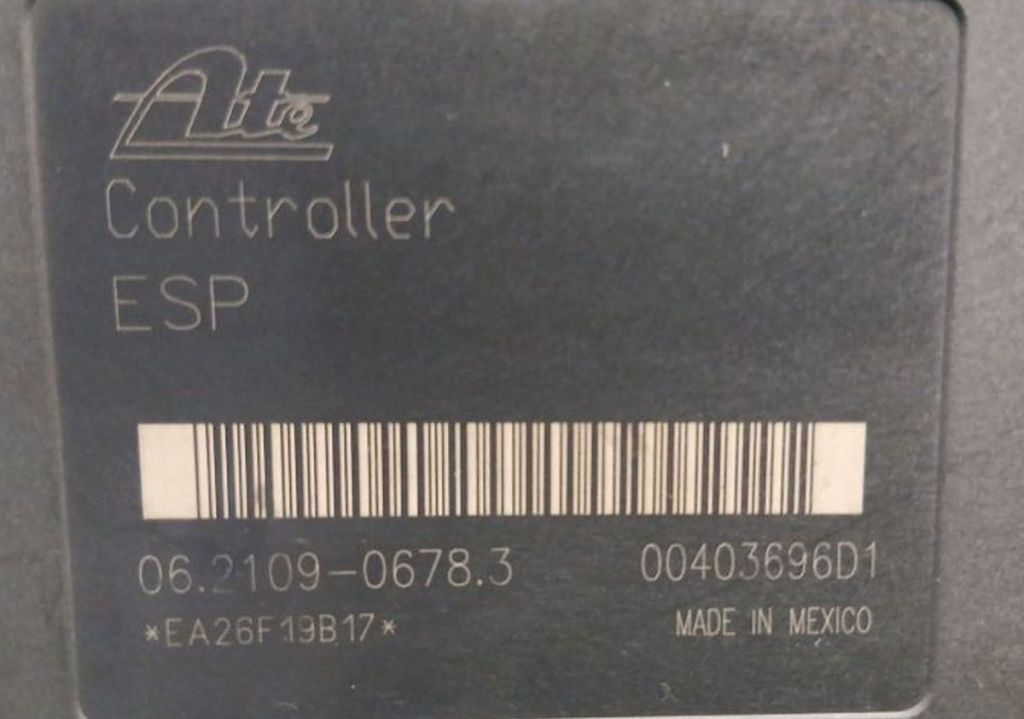 Ate
Controller
ESP
06.2109-0678.3 00403696D1
*EA26F19B17* MADE IN MEXICO